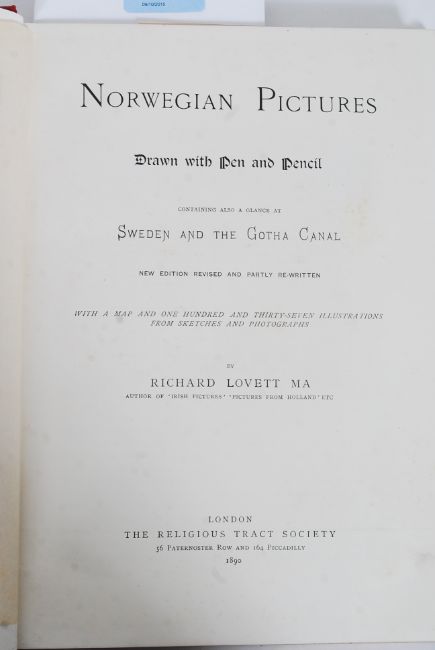 09/10/2015
NORWEGIAN PICTURES
Drawn with Pen and Pencil
CONTAINING ALSO A GLANCE AT
SWEDEN AND THE GOTHA CANAL
NEW EDITION REVISED AND PARTLY RE-WRITTEN
WITH A MAP AND ONE HUNDRED AND THIRTY-SEVEN ILLUSTRATIONS
FROM SKETCHES AND PHOTOGRAPHS
BY
RICHARD LOVETT MA
AUTHOR OF 'IRISH PICTURES' 'PICTURES FROM HOLLAND' ETC
LONDON
THE RELIGIOUS TRACT SOCIETY
56 PATERNOSTER ROW AND 164 PICCADILLY
1890